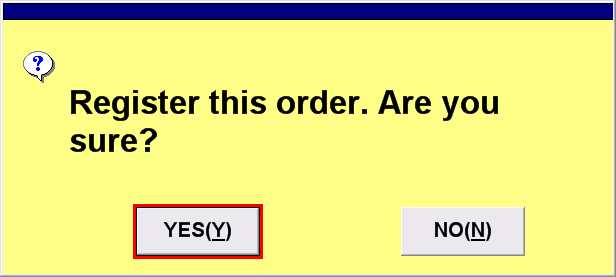 ?
Register this order. Are you
sure?
YES(Y) NO(N)